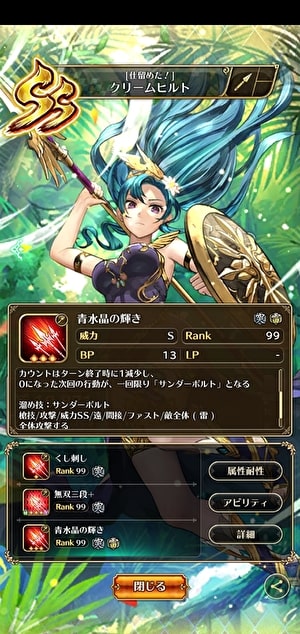 SS
[仕留めた！]
クリームヒルト
青水晶の輝き
威力 S Rank 99
BP 13 LP -
カウントはターン終了時に1減少し、
0になった次回の行動が、一回限り「サンダーボルト」となる
溜め技：サンダーボルト
槍技/攻撃/威力SS/遠/間接/ファスト/敵全体(雷)
全体攻撃する
くし刺し
Rank 99
無双三段+
Rank 99
青水晶の輝き
Rank 99
属性耐性
アビリティ
詳細
閉じる